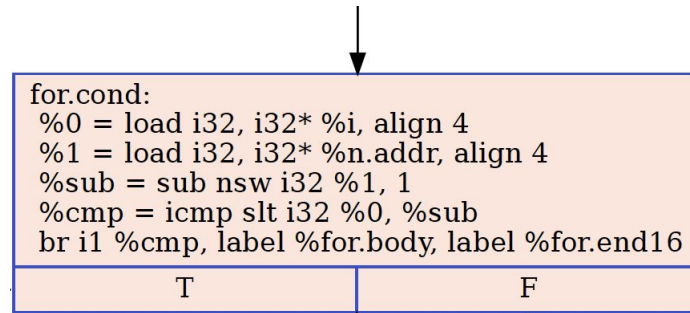 for.cond:
%0 = load i32, i32* %i, align 4
%1 = load i32, i32* %n.addr, align 4
%sub = sub nsw i32 %1, 1
%cmp = icmp slt i32 %0, %sub
br i1 %cmp, label %for.body, label %for.end16
T F